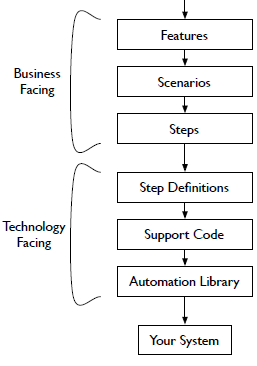 Features
Business
Facing
Scenarios
Steps
Step Definitions
Technology
Facing
Support Code
Automation Library
Your System